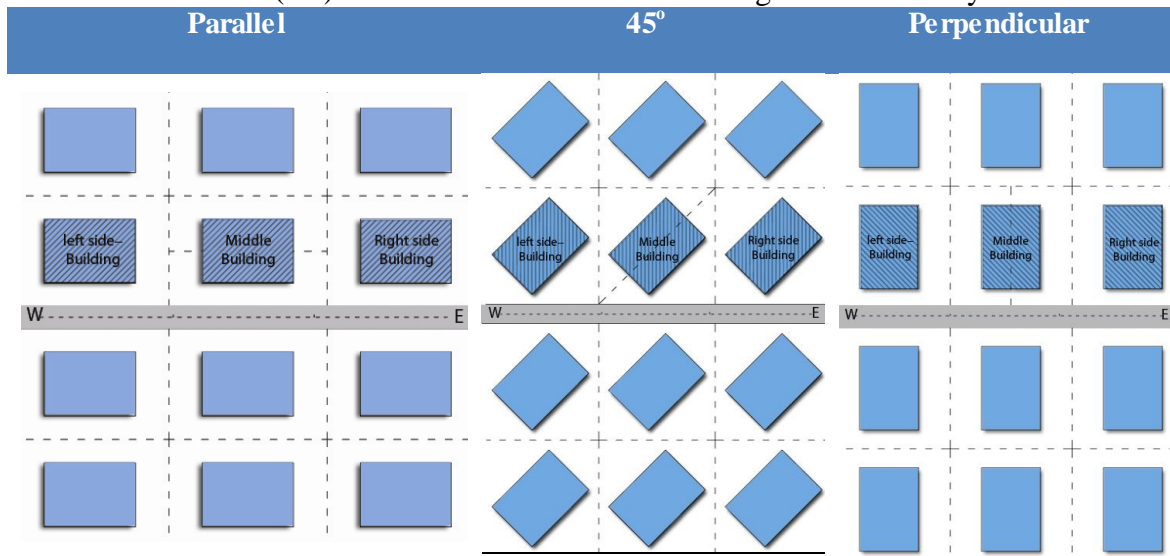 Parallel
45°
Perpendicular
left side–
Building
Middle
Building
Right side
Building
W
E
left side–
Building
Middle
Building
Right side
Building
W
E
left side–
Building
Middle
Building
Right side
Building
W
E